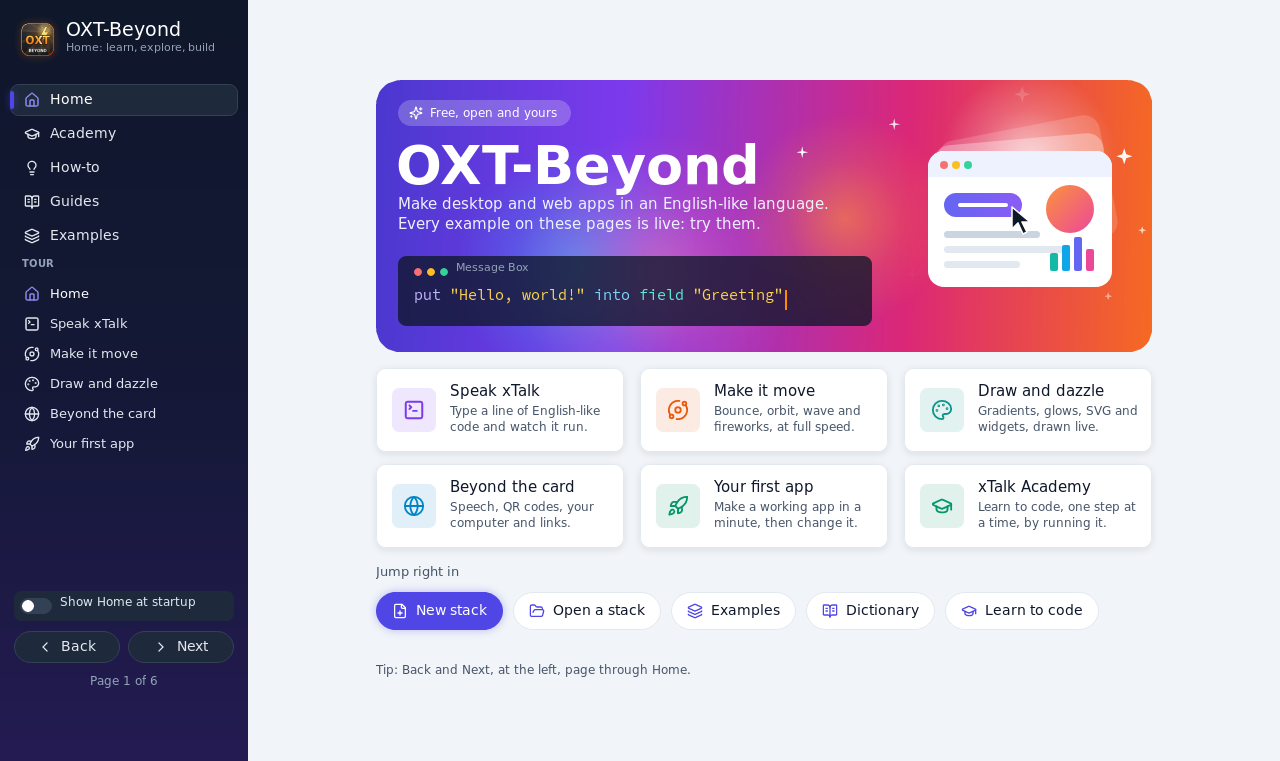 OXT
BEYOND
OXT-Beyond
Home: learn, explore, build
Home
Academy
How-to
Guides
Examples
TOUR
Home
Speak xTalk
Make it move
Draw and dazzle
Beyond the card
Your first app
Show Home at startup
Back
Next
Page 1 of 6
Free, open and yours
OXT-Beyond
Make desktop and web apps in an English-like language.
Every example on these pages is live: try them.
Message Box
put "Hello, world!" into field "Greeting"
Speak xTalk
Type a line of English-like
code and watch it run.
Make it move
Bounce, orbit, wave and
fireworks, at full speed.
Draw and dazzle
Gradients, glows, SVG and
widgets, drawn live.
Beyond the card
Speech, QR codes, your
computer and links.
Your first app
Make a working app in a
minute, then change it.
xTalk Academy
Learn to code, one step at
a time, by running it.
Jump right in
New stack
Open a stack
Examples
Dictionary
Learn to code
Tip: Back and Next, at the left, page through Home.